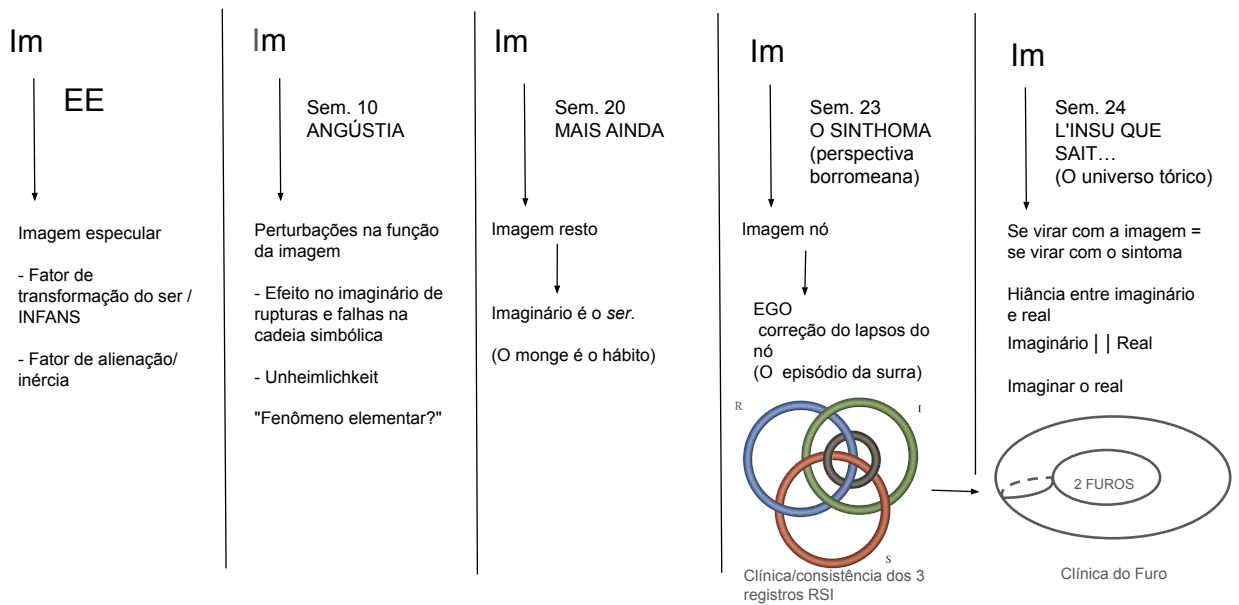 Im
EE
Imagem especular
- Fator de
transformação do ser /
INFANS
- Fator de alienação/
inércia
Im
Sem. 10
ANGÚSTIA
Perturbações na função
da imagem
- Efeito no imaginário de
rupturas e falhas na
cadeia simbólica
- Unheimlichkeit
"Fenômeno elementar?"
Im
Sem. 20
MAIS AINDA
Imagem resto
Imaginário é o ser.
(O monge é o hábito)
Im
Sem. 23
O SINTHOMA
(perspectiva
borromeana)
Imagem nó
EGO
correção do lapsos do
nó
(O episódio da surra)
R
I
S
Clínica/consistência dos 3
registros RSI
Im
Sem. 24
L'INSU QUE
SAIT…
(O universo tórico)
Se virar com a imagem =
se virar com o sintoma
Hiância entre imaginário
e real
Imaginário | | Real
Imaginar o real
2 FUROS
Clínica do Furo